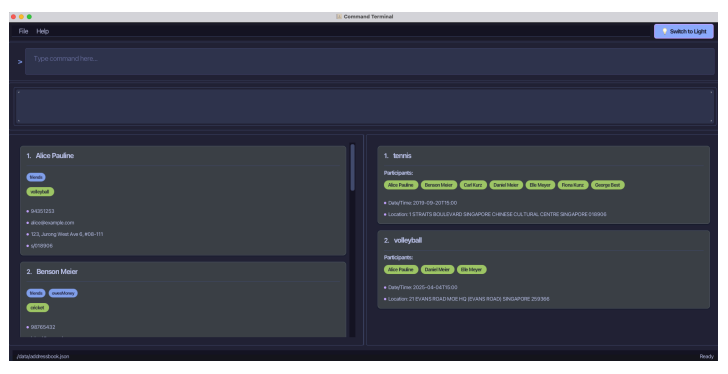 Command Terminal
File Help
Switch to Light
> Type command here...
1. Alice Pauline
friends
volleyball
94351253
alice@example.com
123, Jurong West Ave 6, #08-111
s/018906
2. Benson Meier
friends owesMoney
cricket
98765432
1. tennis
Participants:
Alice Pauline Benson Meier Carl Kurz Daniel Meier Elle Meyer Fiona Kunz George Best
Date/Time: 2019-09-20T15:00
Location: 1 STRAITS BOULEVARD SINGAPORE CHINESE CULTURAL CENTRE SINGAPORE 018906
2. volleyball
Participants:
Alice Pauline Daniel Meier Elle Meyer
Date/Time: 2025-04-04T15:00
Location: 21 EVANS ROAD MOE HQ (EVANS ROAD) SINGAPORE 259366
/data/addressbook.json
Ready